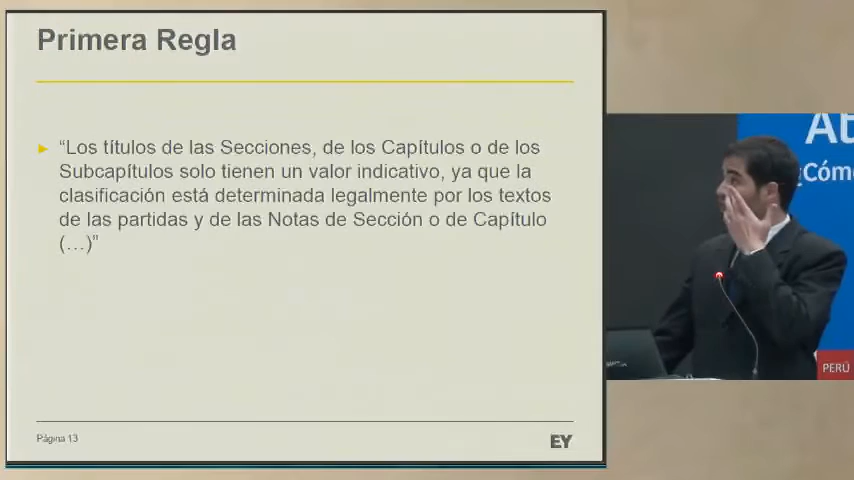 Primera Regla
► “Los títulos de las Secciones, de los Capítulos o de los
Subcapítulos solo tienen un valor indicativo, ya que la
clasificación está determinada legalmente por los textos
de las partidas y de las Notas de Sección o de Capítulo
(…)”
Página 13
EY
¿Cómo
PERÚ